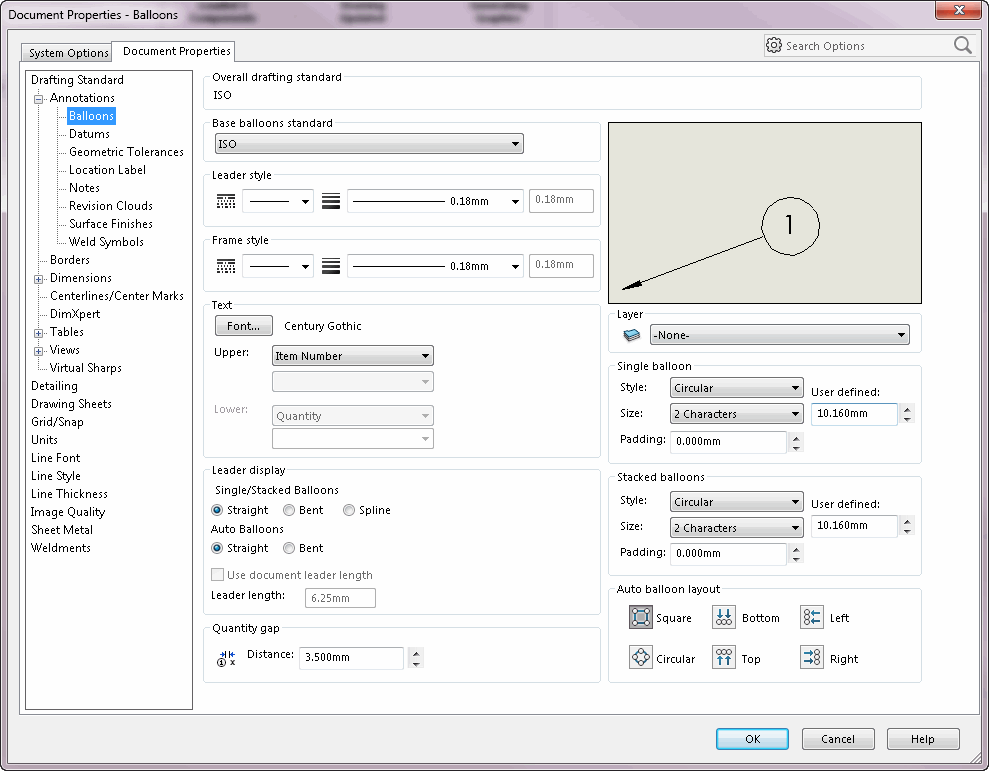 Document Properties - Balloons
System Options
Document Properties
Search Options
Drafting Standard
Annotations
Balloons
Datums
Geometric Tolerances
Location Label
Notes
Revision Clouds
Surface Finishes
Weld Symbols
Borders
Dimensions
Centerlines/Center Marks
DimXpert
Tables
Views
Virtual Sharps
Detailing
Drawing Sheets
Grid/Snap
Units
Line Font
Line Style
Line Thickness
Image Quality
Sheet Metal
Weldments
Overall drafting standard
ISO
Base balloons standard
ISO
Leader style
0.18mm
0.18mm
Frame style
0.18mm
0.18mm
Text
Font...
Century Gothic
Upper:
Item Number
Lower:
Quantity
Leader display
Single/Stacked Balloons
Straight
Bent
Spline
Auto Balloons
Straight
Bent
Use document leader length
Leader length:
6.25mm
Quantity gap
Distance:
3.500mm
1
Layer
-None-
Single balloon
Style:
Circular
User defined:
Size:
2 Characters
10.160mm
Padding:
0.000mm
Stacked balloons
Style:
Circular
User defined:
Size:
2 Characters
10.160mm
Padding:
0.000mm
Auto balloon layout
Square
Bottom
Left
Circular
Top
Right
OK
Cancel
Help